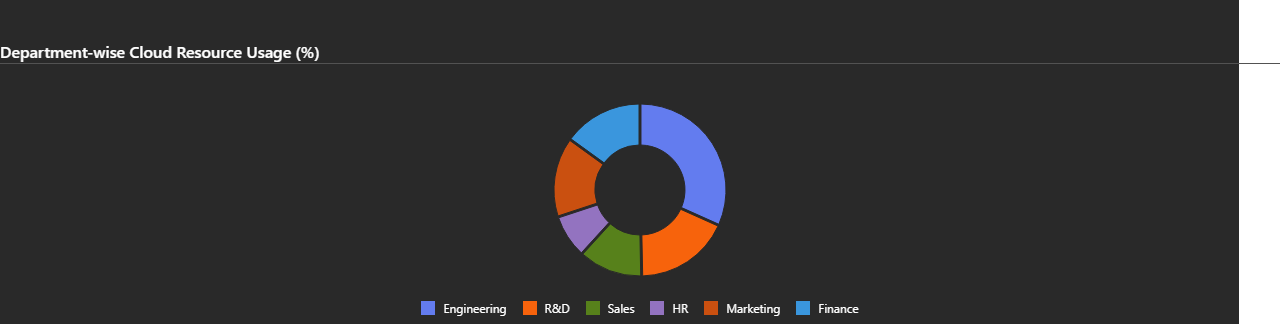 Department-wise Cloud Resource Usage (%)
Engineering R&D Sales HR Marketing Finance